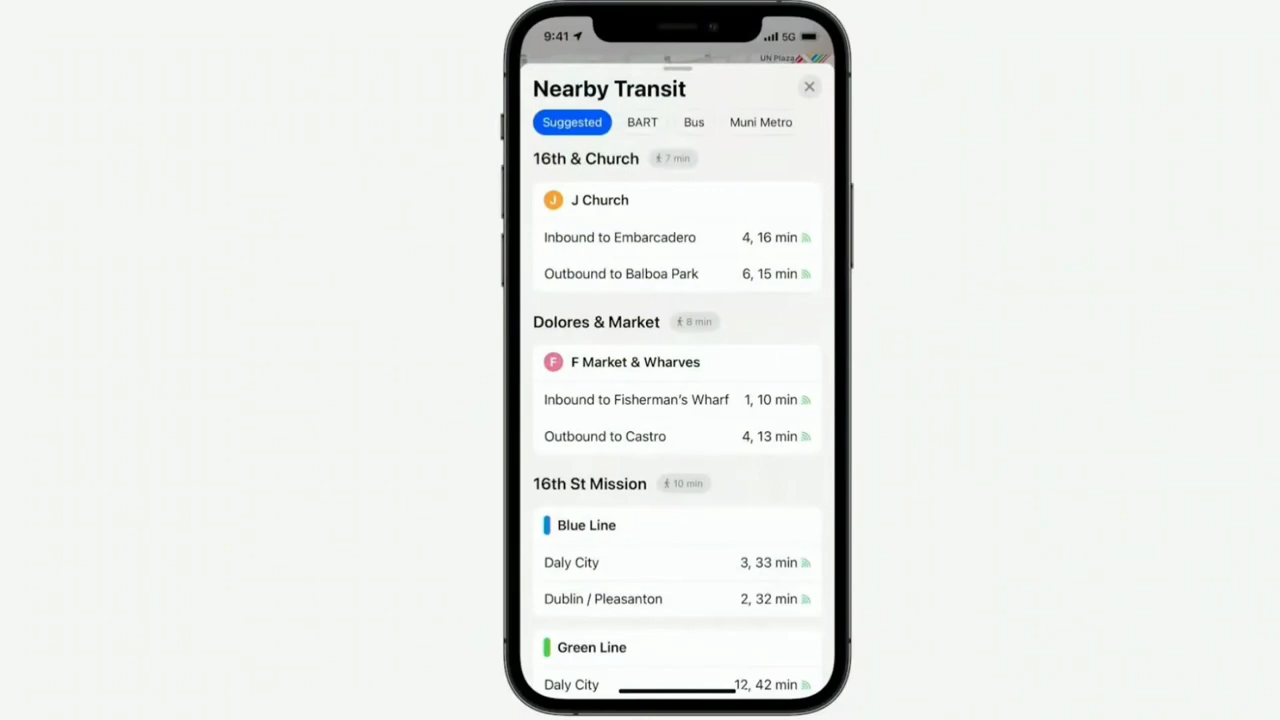 9:41 5G
UN Plaza
Nearby Transit
Suggested BART Bus Muni Metro
16th & Church 7 min
J J Church
Inbound to Embarcadero 4, 16 min
Outbound to Balboa Park 6, 15 min
Dolores & Market 8 min
F F Market & Wharves
Inbound to Fisherman's Wharf 1, 10 min
Outbound to Castro 4, 13 min
16th St Mission 10 min
Blue Line
Daly City 3, 33 min
Dublin / Pleasanton 2, 32 min
Green Line
Daly City 12, 42 min